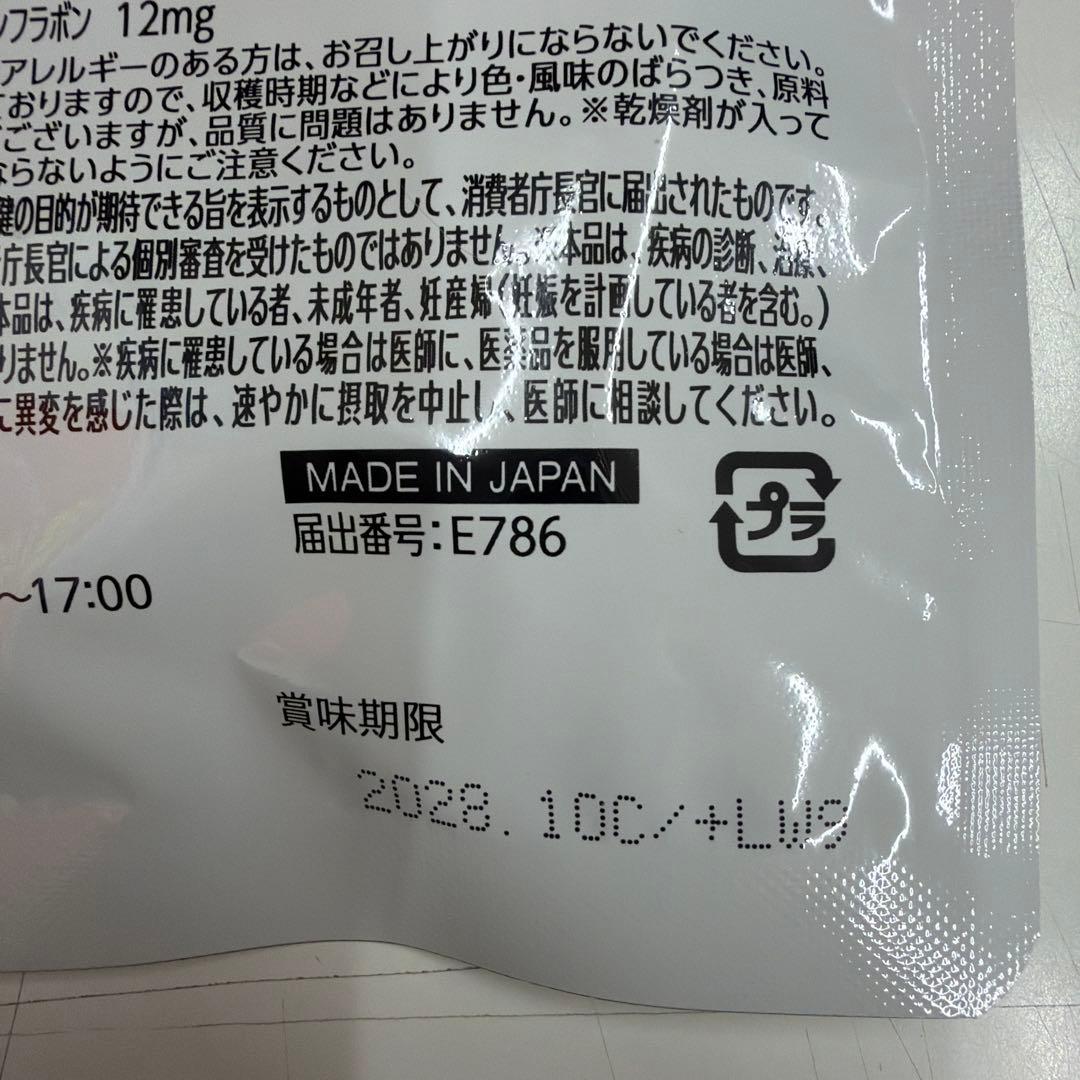 フラボン 12mg
アレルギーのある方は、お召し上がりにならないでください。
ておりますので、収穫時期などにより色・風味のばらつき、原料
ございますが、品質に問題はありません。※乾燥剤が入って
ならないようにご注意ください。
の目的が期待できる旨を表示するものとして、消費者庁長官に届出されたものです。
庁長官による個別審査を受けたものではありません。※本品は、疾病の診断、治療、
本品は、疾病に罹患している者、未成年者、妊産婦(妊娠を計画している者を含む。)
りません。※疾病に罹患している場合は医師に、医薬品を服用している場合は医師、
に異変を感じた際は、速やかに摂取を中止し、医師に相談してください。
MADE IN JAPAN
届出番号:E786
プラ
〜17:00
賞味期限
2028.10C/+LW9